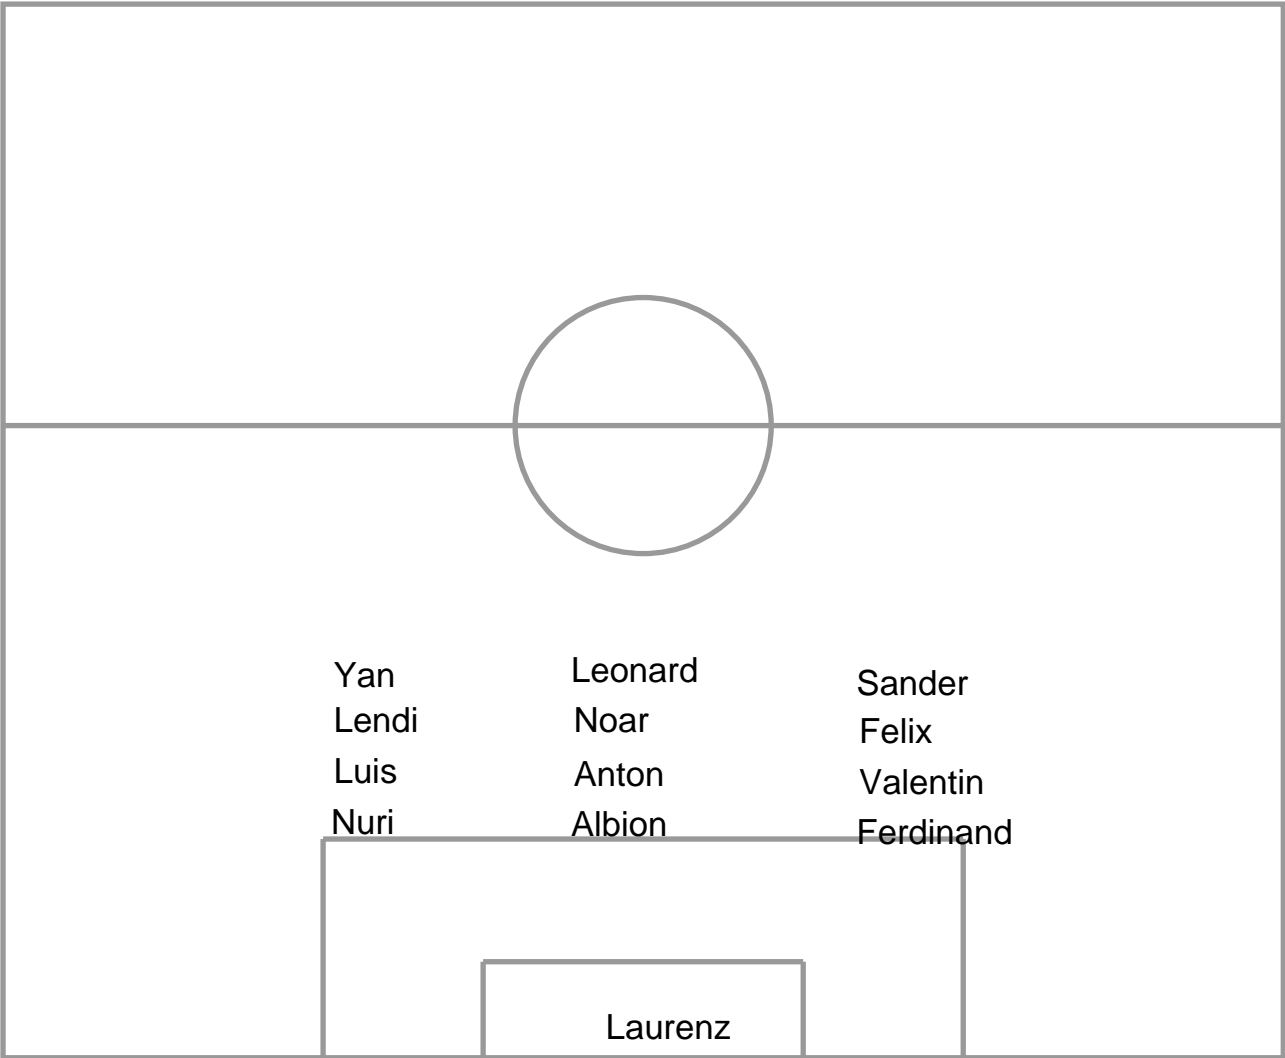 Yan
Lendi
Luis
Nuri
Leonard
Noar
Anton
Albion
Sander
Felix
Valentin
Ferdinand
Laurenz